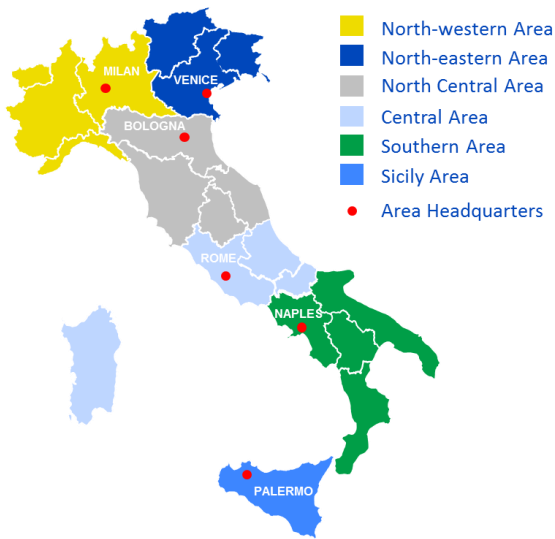 North-western Area
MILAN
North-eastern Area
VENICE
North Central Area
Central Area
BOLOGNA
Southern Area
Sicily Area
Area Headquarters
ROME
NAPLES
PALERMO